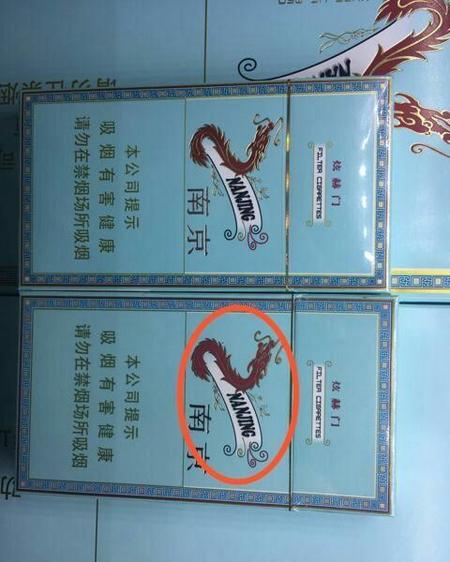 炫赫门
FILTER CIGARETTES
NANJING
南京
本公司提示
吸烟有害健康
请勿在禁烟场所吸烟
炫赫门
FILTER CIGARETTES
NANJING
南京
本公司提示
吸烟有害健康
请勿在禁烟场所吸烟